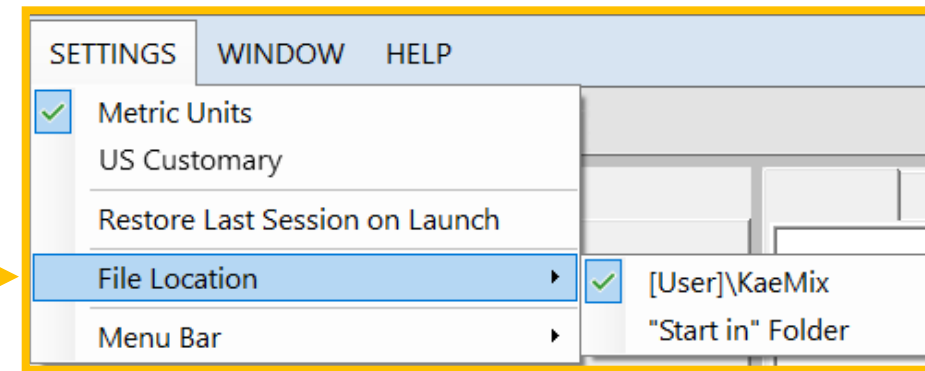 SETTINGS WINDOW HELP
Metric Units
US Customary
Restore Last Session on Launch
File Location
[User]\KaeMix
"Start in" Folder
Menu Bar